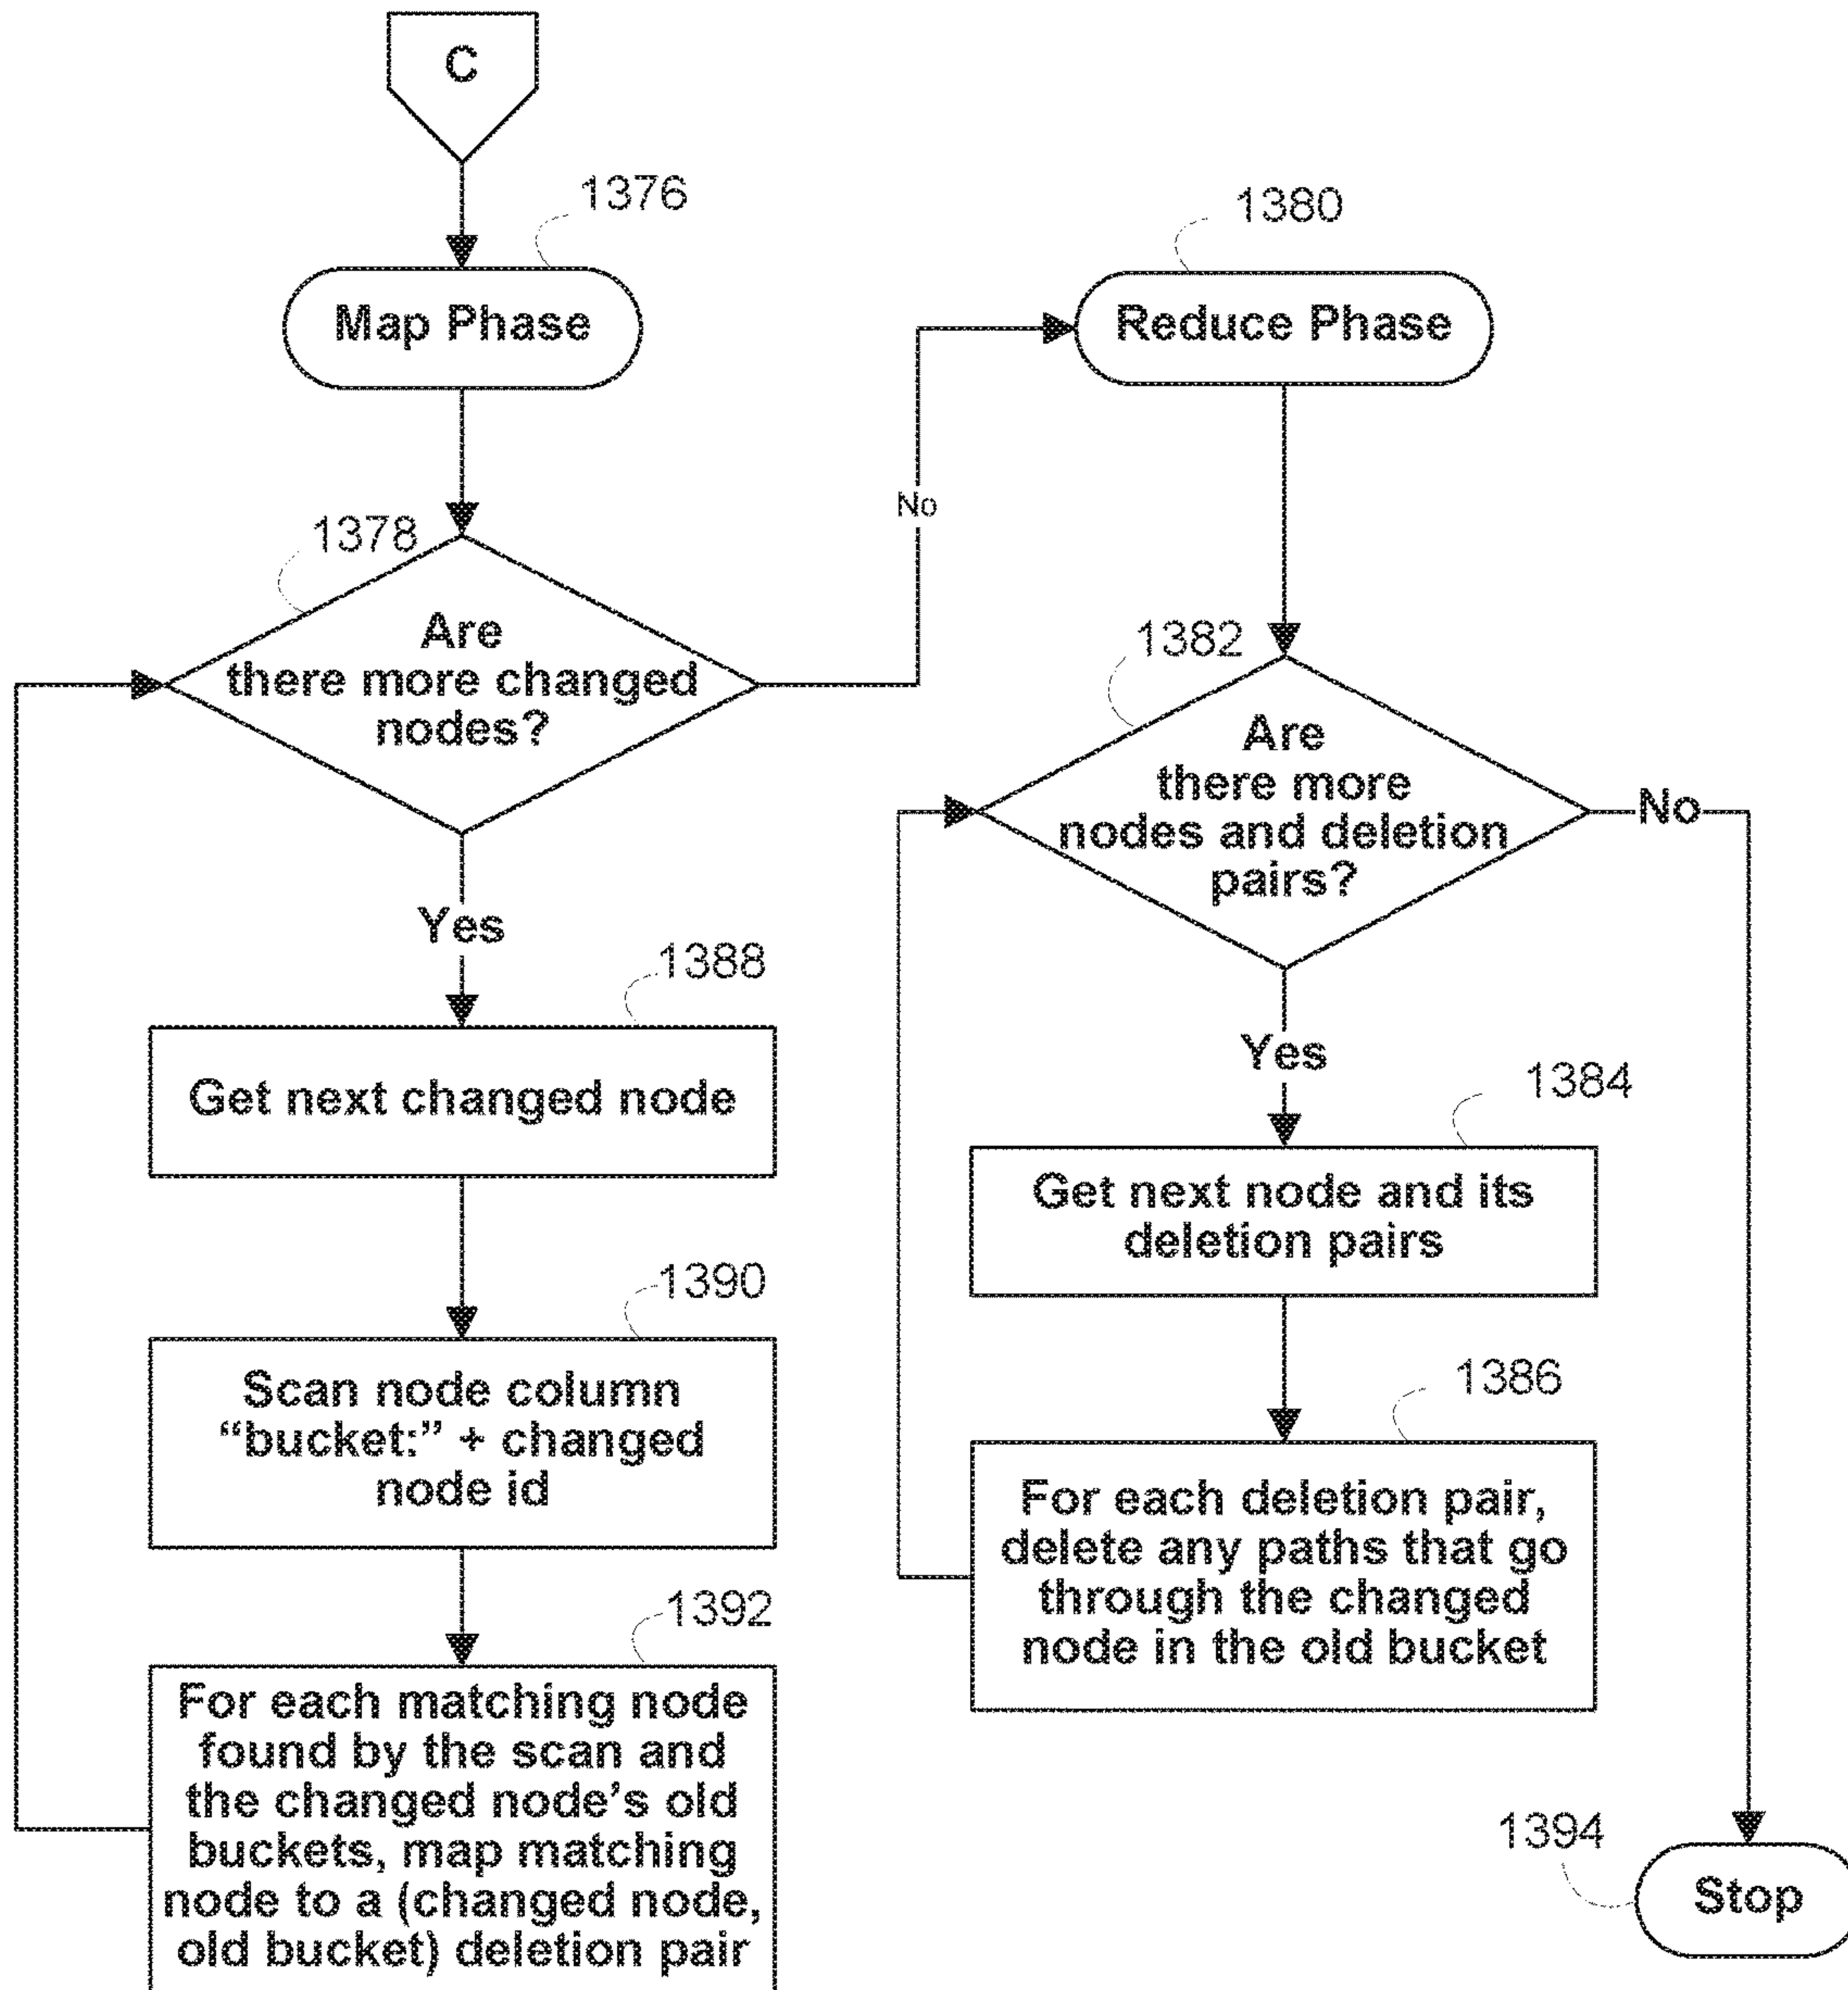 C
1376
Map Phase
1378
Are
there more changed
nodes?
No
Yes
1388
Get next changed node
1390
Scan node column
“bucket:” + changed
node id
1392
For each matching node
found by the scan and
the changed node’s old
buckets, map matching
node to a (changed node,
old bucket) deletion pair
1380
Reduce Phase
1382
Are
there more
nodes and deletion
pairs?
No
Yes
1384
Get next node and its
deletion pairs
1386
For each deletion pair,
delete any paths that go
through the changed
node in the old bucket
1394
Stop